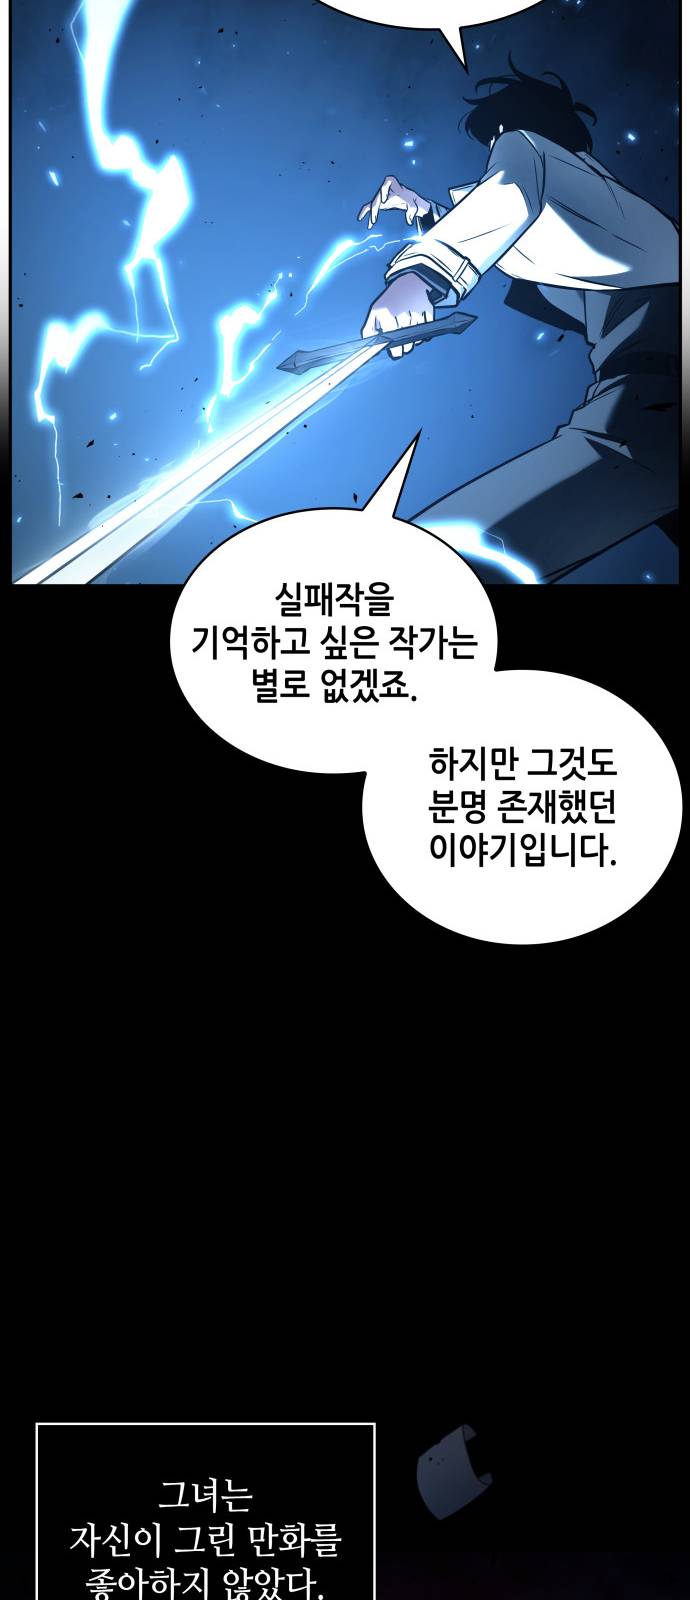 실패작을
기억하고 싶은 작가는
별로 없겠죠.
하지만 그것도
분명 존재했던
이야기입니다.
그녀는
자신이 그린 만화를
좋아하지 않았다.